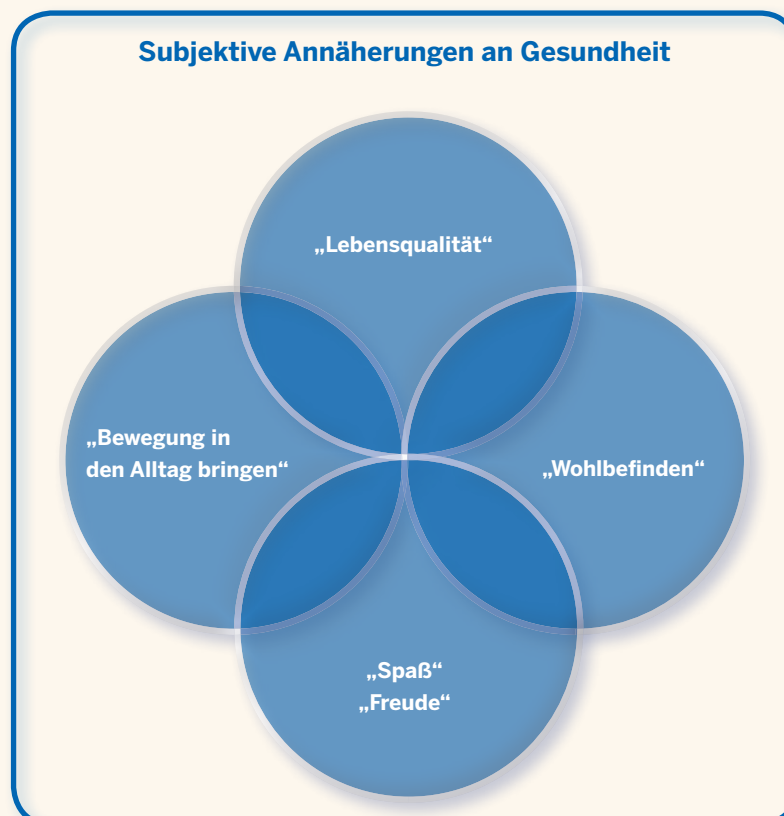 Subjektive Annäherungen an Gesundheit
„Lebensqualität“
„Bewegung in
den Alltag bringen“
„Wohlbefinden“
„Spaß“
„Freude“